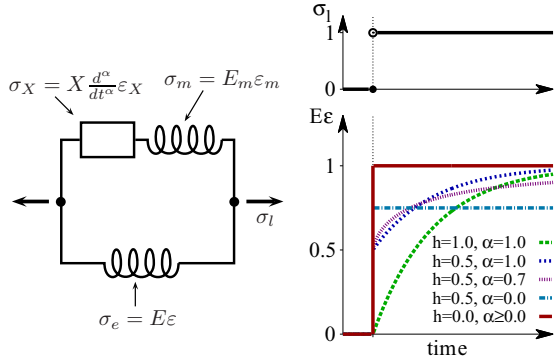 σ_X = X d^α/dt^α ε_X
σ_m = E_m ε_m
σ_l
σ_e = Eε
σ_l
1
0
Eε
1
0.5
0
h=1.0, α=1.0
h=0.5, α=1.0
h=0.5, α=0.7
h=0.5, α=0.0
h=0.0, α≥0.0
time